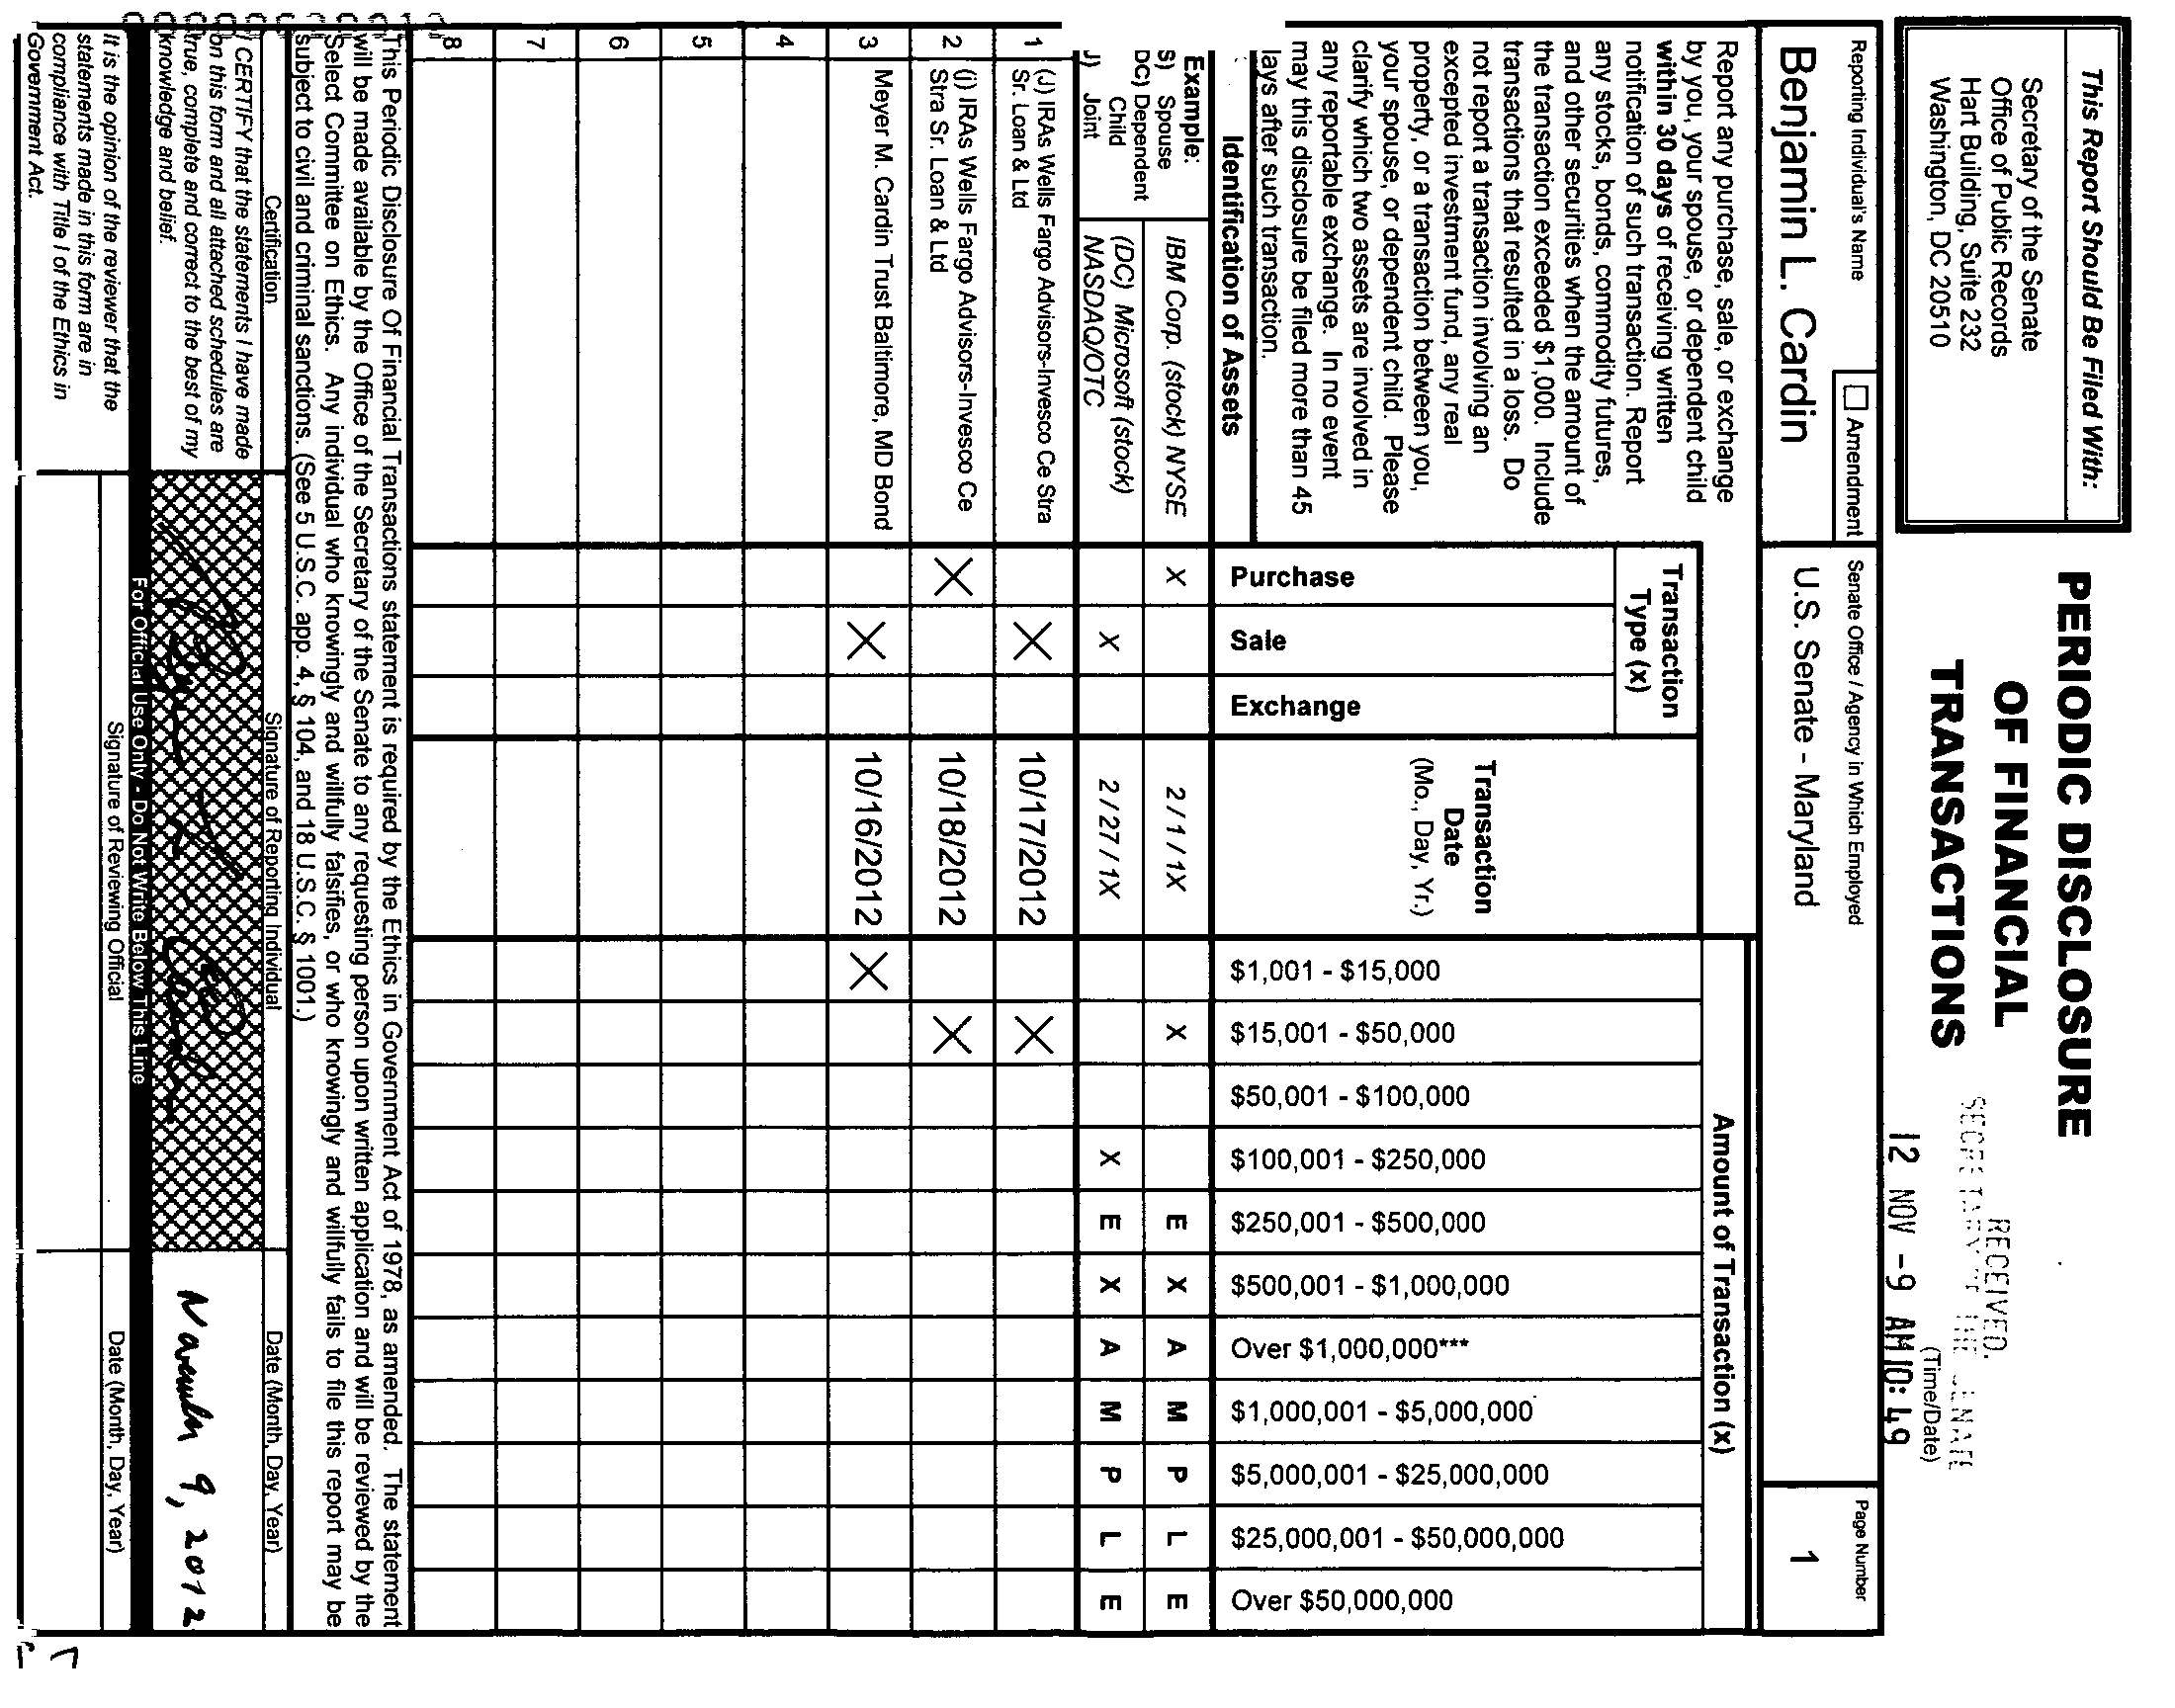 This Report Should Be Filed With:
Secretary of the Senate
Office of Public Records
Hart Building, Suite 232
Washington, DC 20510
PERIODIC DISCLOSURE
OF FINANCIAL
TRANSACTIONS
RECEIVED
SECRETARY OF THE SENATE
(Time/Date)
12 NOV -9 AM 10:49
Reporting Individual's Name
Amendment
Senate Office / Agency in Which Employed
Page Number
Benjamin L. Cardin
U.S. Senate - Maryland
1
Report any purchase, sale, or exchange
by you, your spouse, or dependent child
within 30 days of receiving written
notification of such transaction. Report
any stocks, bonds, commodity futures,
and other securities when the amount of
the transaction exceeded $1,000. Include
transactions that resulted in a loss. Do
not report a transaction involving an
excepted investment fund, any real
property, or a transaction between you,
your spouse, or dependent child. Please
clarify which two assets are involved in
any reportable exchange. In no event
may this disclosure be filed more than 45
lays after such transaction.
Identification of Assets
Transaction
Type (x)
Purchase
Sale
Exchange
Transaction
Date
(Mo., Day, Yr.)
Amount of Transaction (x)
$1,001 - $15,000
$15,001 - $50,000
$50,001 - $100,000
$100,001 - $250,000
$250,001 - $500,000
$500,001 - $1,000,000
Over $1,000,000***
$1,000,001 - $5,000,000
$5,000,001 - $25,000,000
$25,000,001 - $50,000,000
Over $50,000,000
Example:
S) Spouse
DC) Dependent
Child
J) Joint
IBM Corp. (stock) NYSE X 2 / 1 / 1X X E X A M P L E
(DC) Microsoft (stock)
NASDAQ/OTC X 2 / 27 / 1X X E X A M P L E
1 (J) IRAs Wells Fargo Advisors-Invesco Ce Stra
Sr. Loan & Ltd X 10/17/2012 X
2 (j) IRAs Wells Fargo Advisors-Invesco Ce
Stra Sr. Loan & Ltd X 10/18/2012 X
3 Meyer M. Cardin Trust Baltimore, MD Bond X 10/16/2012 X
4
5
6
7
8
This Periodic Disclosure Of Financial Transactions statement is required by the Ethics in Government Act of 1978, as amended. The statement
will be made available by the Office of the Secretary of the Senate to any requesting person upon written application and will be reviewed by the
Select Committee on Ethics. Any individual who knowingly and willfully falsifies, or who knowingly and willfully fails to file this report may be
subject to civil and criminal sanctions. (See 5 U.S.C. app. 4, § 104, and 18 U.S.C. § 1001.)
Certification
Signature of Reporting Individual
Date (Month, Day, Year)
I CERTIFY that the statements I have made
on this form and all attached schedules are
true, complete and correct to the best of my
knowledge and belief.
November 9, 2012
For Official Use Only - Do Not Write Below This Line
It is the opinion of the reviewer that the
statements made in this form are in
compliance with Title I of the Ethics in
Government Act.
Signature of Reviewing Official
Date (Month, Day, Year)